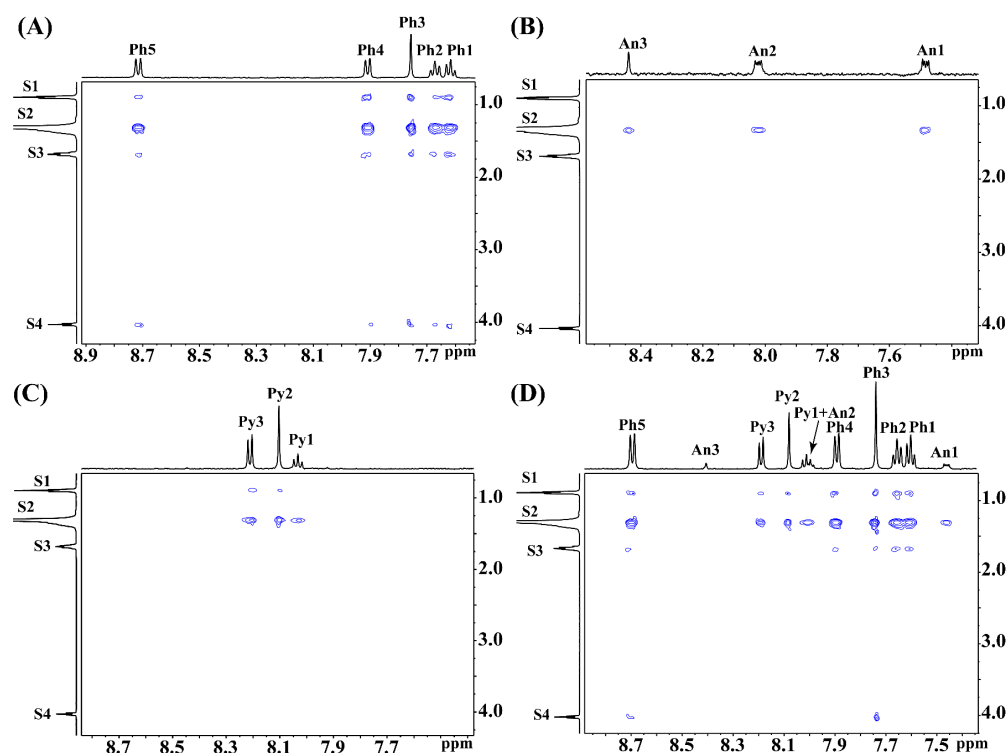 (A)
Ph5 Ph4 Ph3 Ph2 Ph1
S1
S2
S3
S4
1.0
2.0
3.0
4.0
8.9 8.7 8.5 8.3 8.1 7.9 7.7 ppm
(B)
An3 An2 An1
S1
S2
S3
S4
1.0
2.0
3.0
4.0
8.4 8.2 8.0 7.8 7.6 ppm
(C)
Py3 Py2 Py1
S1
S2
S3
S4
1.0
2.0
3.0
4.0
8.7 8.5 8.3 8.1 7.9 7.7 ppm
(D)
Ph5 An3 Py3 Py2 Py1+An2 Ph4 Ph3 Ph2 Ph1 An1
S1
S2
S3
S4
1.0
2.0
3.0
4.0
8.7 8.5 8.3 8.1 7.9 7.7 7.5 ppm